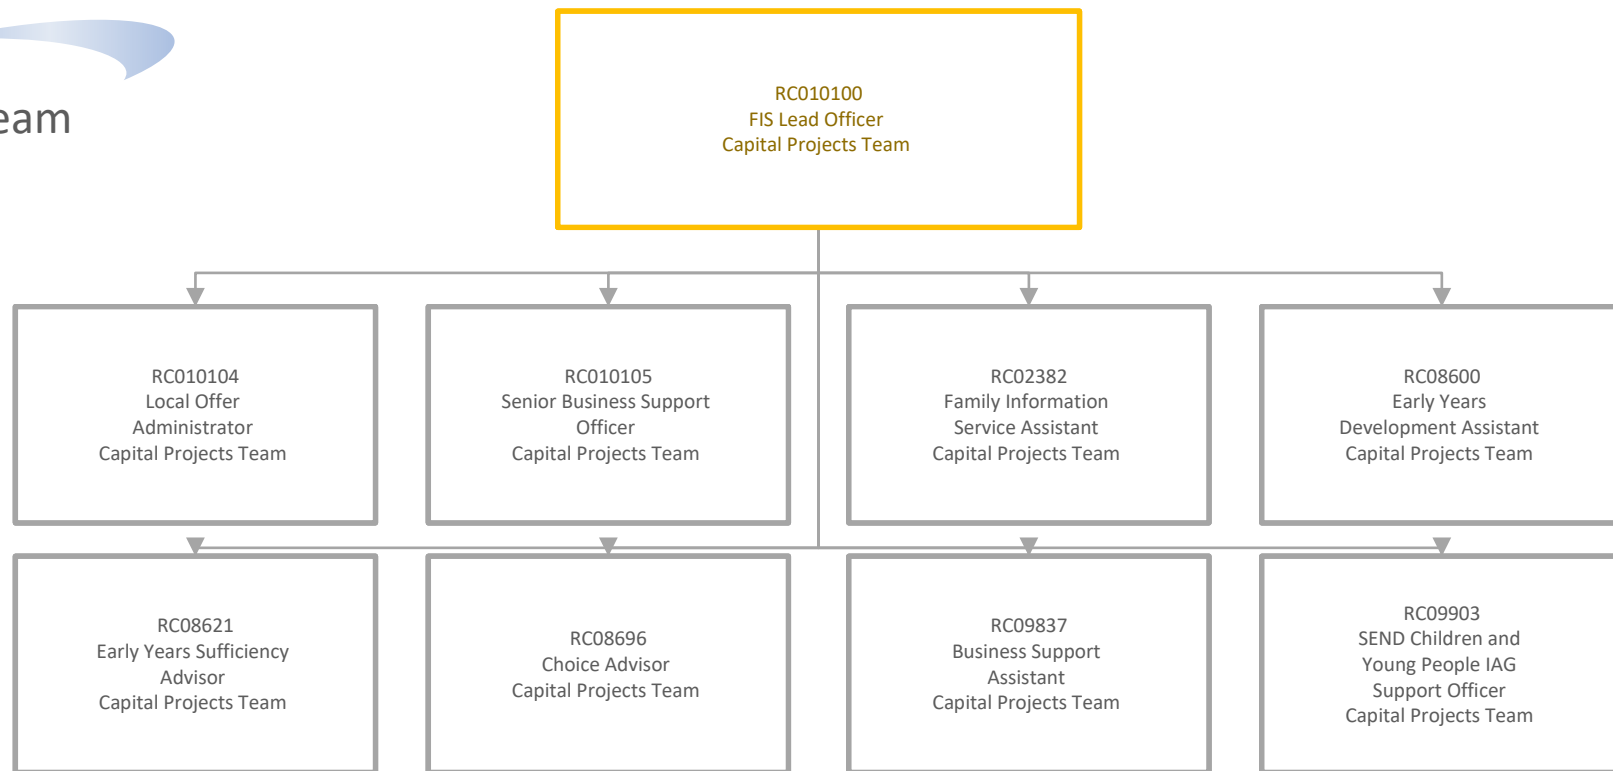 eam
RC010100
FIS Lead Officer
Capital Projects Team
RC010104
Local Offer
Administrator
Capital Projects Team
RC010105
Senior Business Support
Officer
Capital Projects Team
RC02382
Family Information
Service Assistant
Capital Projects Team
RC08600
Early Years
Development Assistant
Capital Projects Team
RC08621
Early Years Sufficiency
Advisor
Capital Projects Team
RC08696
Choice Advisor
Capital Projects Team
RC09837
Business Support
Assistant
Capital Projects Team
RC09903
SEND Children and
Young People IAG
Support Officer
Capital Projects Team